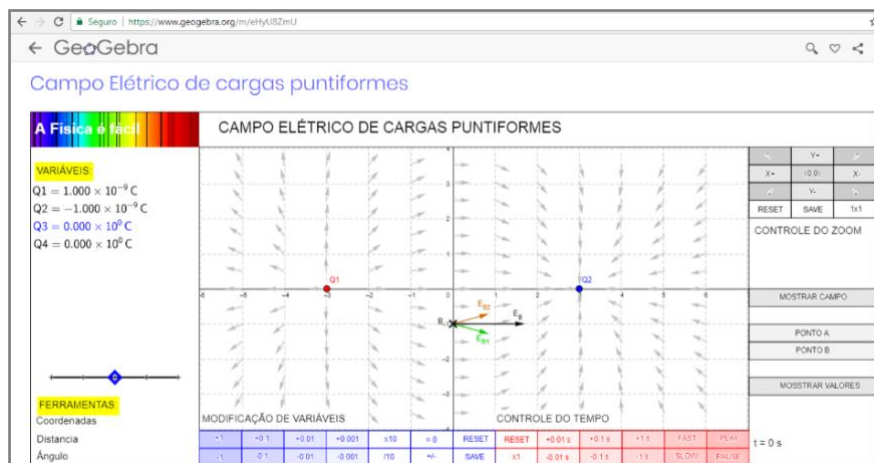 Seguro | https://www.geogebra.org/m/eHyU8ZmU
GeoGebra
Campo Elétrico de cargas puntiformes
A Física é fácil
CAMPO ELÉTRICO DE CARGAS PUNTIFORMES
VARIÁVEIS:
Q1 = 1.000 × 10⁻⁹ C
Q2 = −1.000 × 10⁻⁹ C
Q3 = 0.000 × 10⁰ C
Q4 = 0.000 × 10⁰ C
Y+
X+ (0,0) X-
Y-
RESET SAVE 1x1
CONTROLE DO ZOOM
Q1
Q2
E_B2
E_B
B
E_B1
MOSTRAR CAMPO
PONTO A
PONTO B
MOSSTRAR VALORES
FERRAMENTAS:
Coordenadas
Distancia
Ângulo
MODIFICAÇÃO DE VARIÁVEIS
CONTROLE DO TEMPO
+1 +0.1 +0.01 +0.001 x10 = 0 RESET RESET +0.01 s +0.1 s +1 s FAST PLAY
-1 -0.1 -0.01 -0.001 /10 +/- SAVE X1 -0.01 s -0.1 s -1 s SLOW PAUSE
t = 0 s